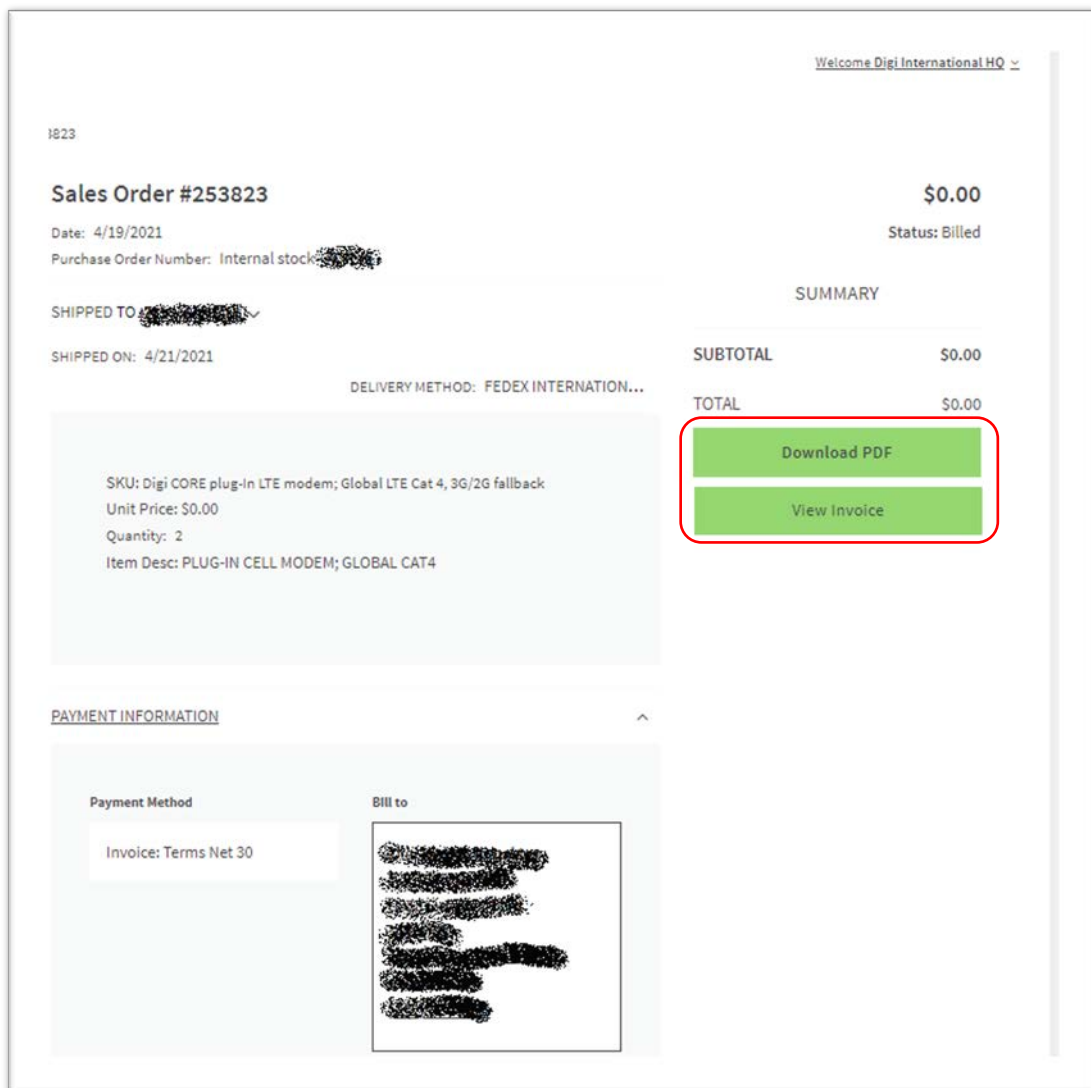 Welcome Digi International HQ
3823
Sales Order #253823
$0.00
Date: 4/19/2021
Status: Billed
Purchase Order Number: Internal stock
SUMMARY
SHIPPED TO
SHIPPED ON: 4/21/2021
SUBTOTAL $0.00
DELIVERY METHOD: FEDEX INTERNATION...
TOTAL $0.00
Download PDF
SKU: Digi CORE plug-In LTE modem; Global LTE Cat 4, 3G/2G fallback
Unit Price: $0.00
View Invoice
Quantity: 2
Item Desc: PLUG-IN CELL MODEM; GLOBAL CAT4
PAYMENT INFORMATION
Payment Method
Bill to
Invoice: Terms Net 30